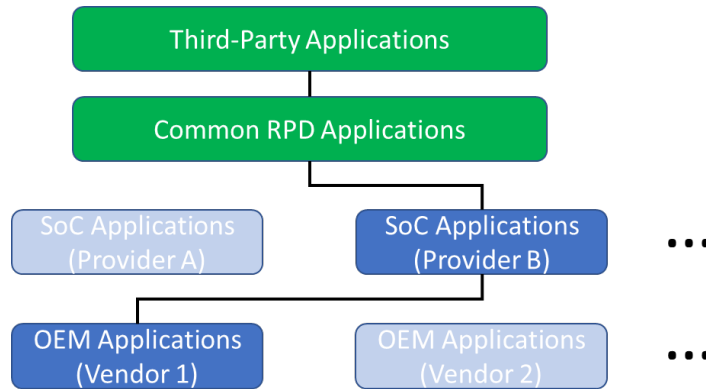 Third-Party Applications
Common RPD Applications
SoC Applications
(Provider A)
SoC Applications
(Provider B)
...
OEM Applications
(Vendor 1)
OEM Applications
(Vendor 2)
...